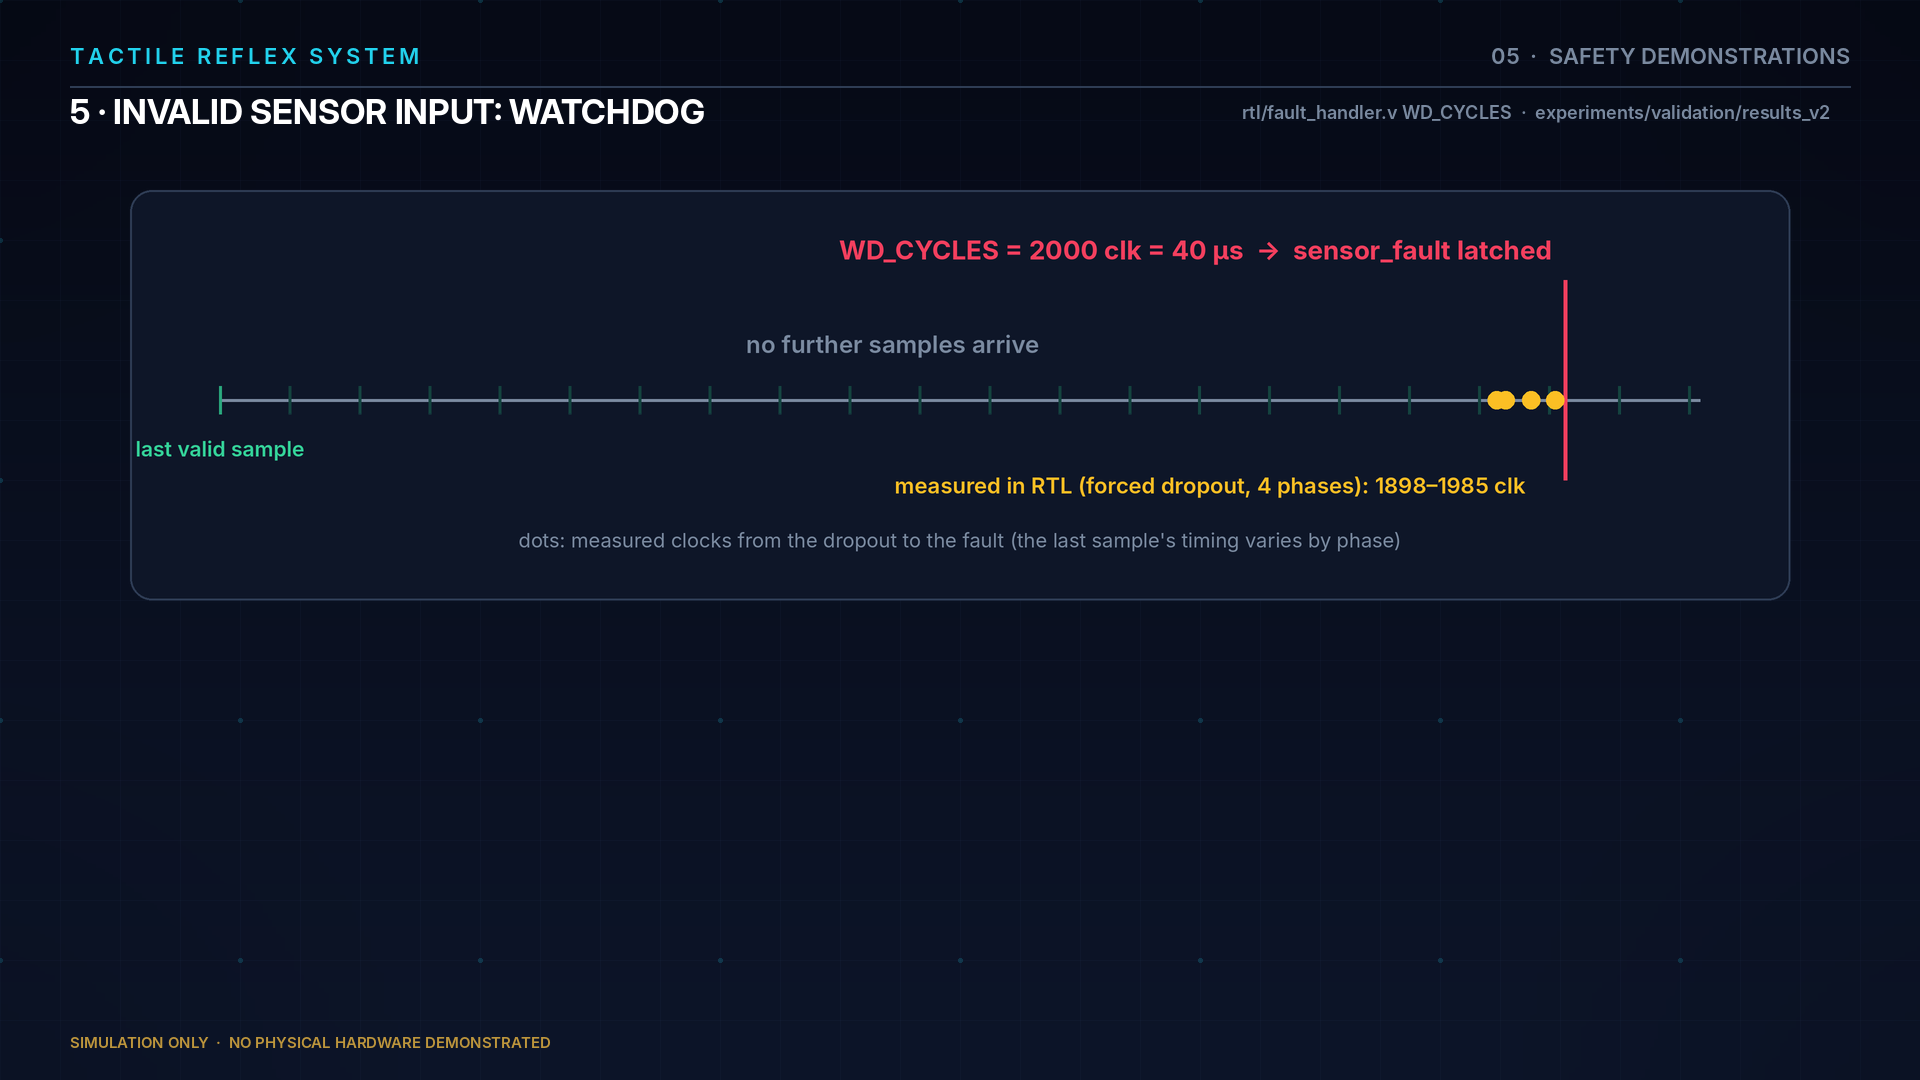 TACTILE REFLEX SYSTEM
05 · SAFETY DEMONSTRATIONS
5 · INVALID SENSOR INPUT: WATCHDOG
rtl/fault_handler.v WD_CYCLES · experiments/validation/results_v2
WD_CYCLES = 2000 clk = 40 µs → sensor_fault latched
no further samples arrive
last valid sample
measured in RTL (forced dropout, 4 phases): 1898–1985 clk
dots: measured clocks from the dropout to the fault (the last sample's timing varies by phase)
SIMULATION ONLY · NO PHYSICAL HARDWARE DEMONSTRATED